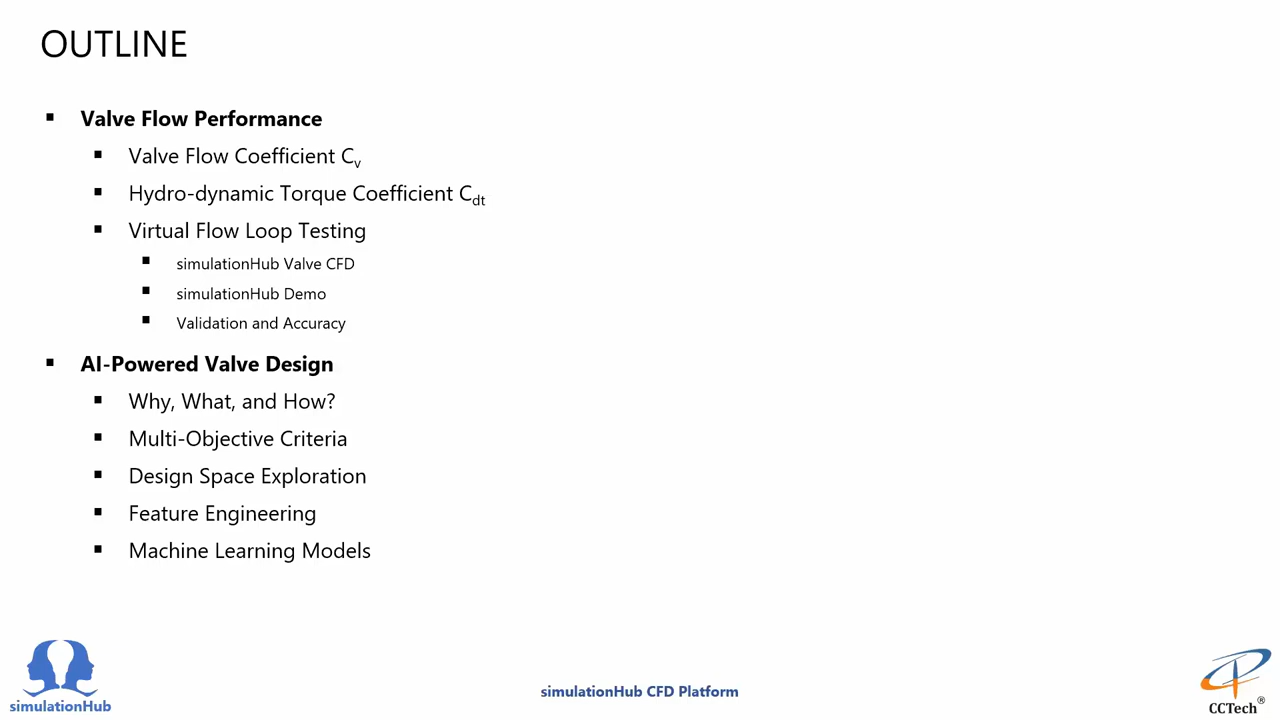 OUTLINE
▪ Valve Flow Performance
▪ Valve Flow Coefficient Cv
▪ Hydro-dynamic Torque Coefficient Cdt
▪ Virtual Flow Loop Testing
▪ simulationHub Valve CFD
▪ simulationHub Demo
▪ Validation and Accuracy
▪ AI-Powered Valve Design
▪ Why, What, and How?
▪ Multi-Objective Criteria
▪ Design Space Exploration
▪ Feature Engineering
▪ Machine Learning Models
simulationHub
simulationHub CFD Platform
CCTech®